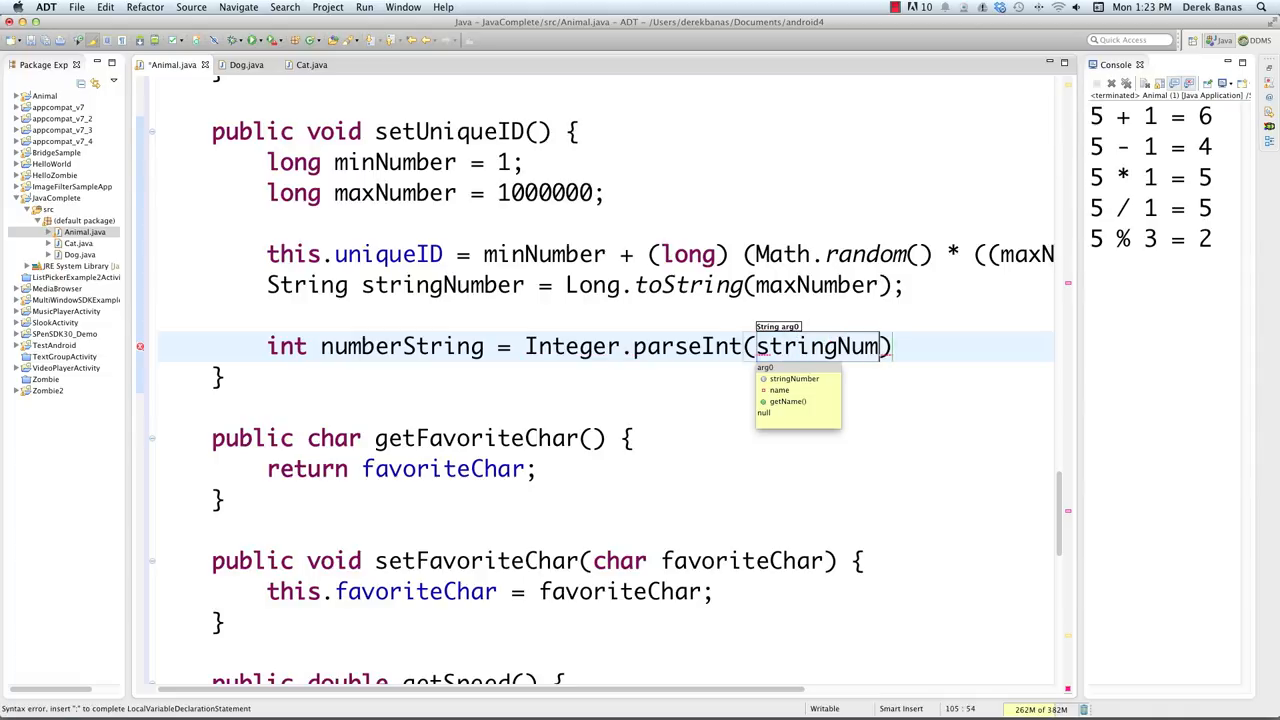 ADT File Edit Refactor Source Navigate Search Project Run Window Help 10 Mon 1:23 PM Derek Banas
Java - JavaComplete/src/Animal.java - ADT - /Users/derekbanas/Documents/android4
Quick Access Java DDMS
Package Exp
*Animal.java Dog.java Cat.java
Console
<terminated> Animal (1) [Java Application] /S
Animal
appcompat_v7
appcompat_v7_2
appcompat_v7_3
appcompat_v7_4
BridgeSample
HelloWorld
HelloZombie
ImageFilterSampleApp
JavaComplete
src
(default package)
Animal.java
Cat.java
Dog.java
JRE System Library [Ja
ListPickerExample2Activi
MediaBrowser
MultiWindowSDKExample
MusicPlayerActivity
SlookActivity
SPenSDK30_Demo
TestAndroid
TextGroupActivity
VideoPlayerActivity
Zombie
Zombie2
}
public void setUniqueID() {
long minNumber = 1;
long maxNumber = 1000000;
this.uniqueID = minNumber + (long) (Math.random() * ((maxN
String stringNumber = Long.toString(maxNumber);
String arg0
int numberString = Integer.parseInt(stringNum)
arg0
stringNumber
name
getName()
null
}
public char getFavoriteChar() {
return favoriteChar;
}
public void setFavoriteChar(char favoriteChar) {
this.favoriteChar = favoriteChar;
}
public double getSpeed() {
5 + 1 = 6
5 - 1 = 4
5 * 1 = 5
5 / 1 = 5
5 % 3 = 2
Syntax error, insert ";" to complete LocalVariableDeclarationStatement
Writable Smart Insert 105 : 54 262M of 382M